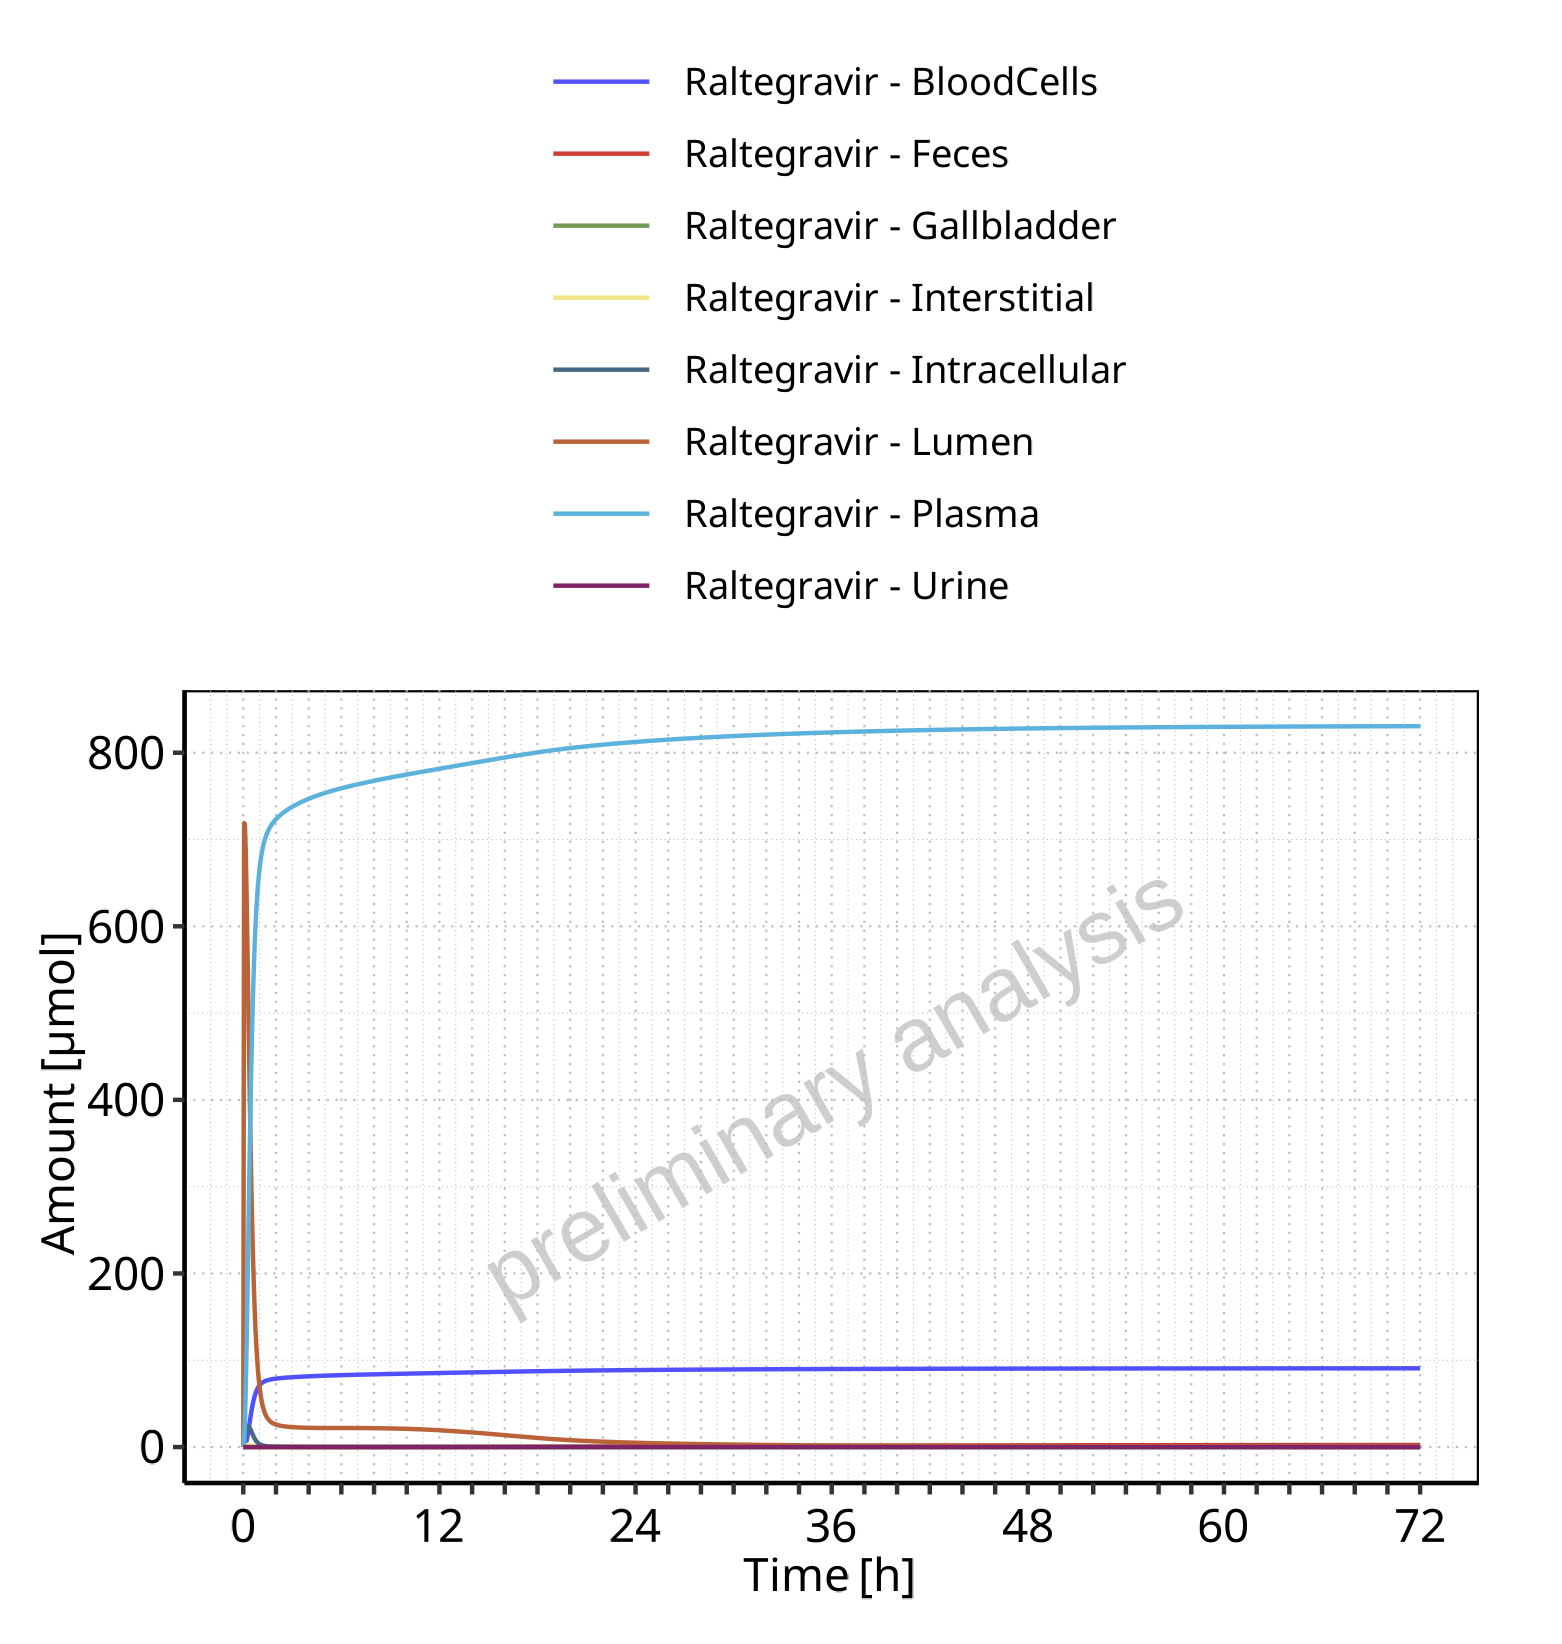 Raltegravir - BloodCells
Raltegravir - Feces
Raltegravir - Gallbladder
Raltegravir - Interstitial
Raltegravir - Intracellular
Raltegravir - Lumen
Raltegravir - Plasma
Raltegravir - Urine
Amount [µmol]
800
600
400
200
0
preliminary analysis
0 12 24 36 48 60 72
Time [h]